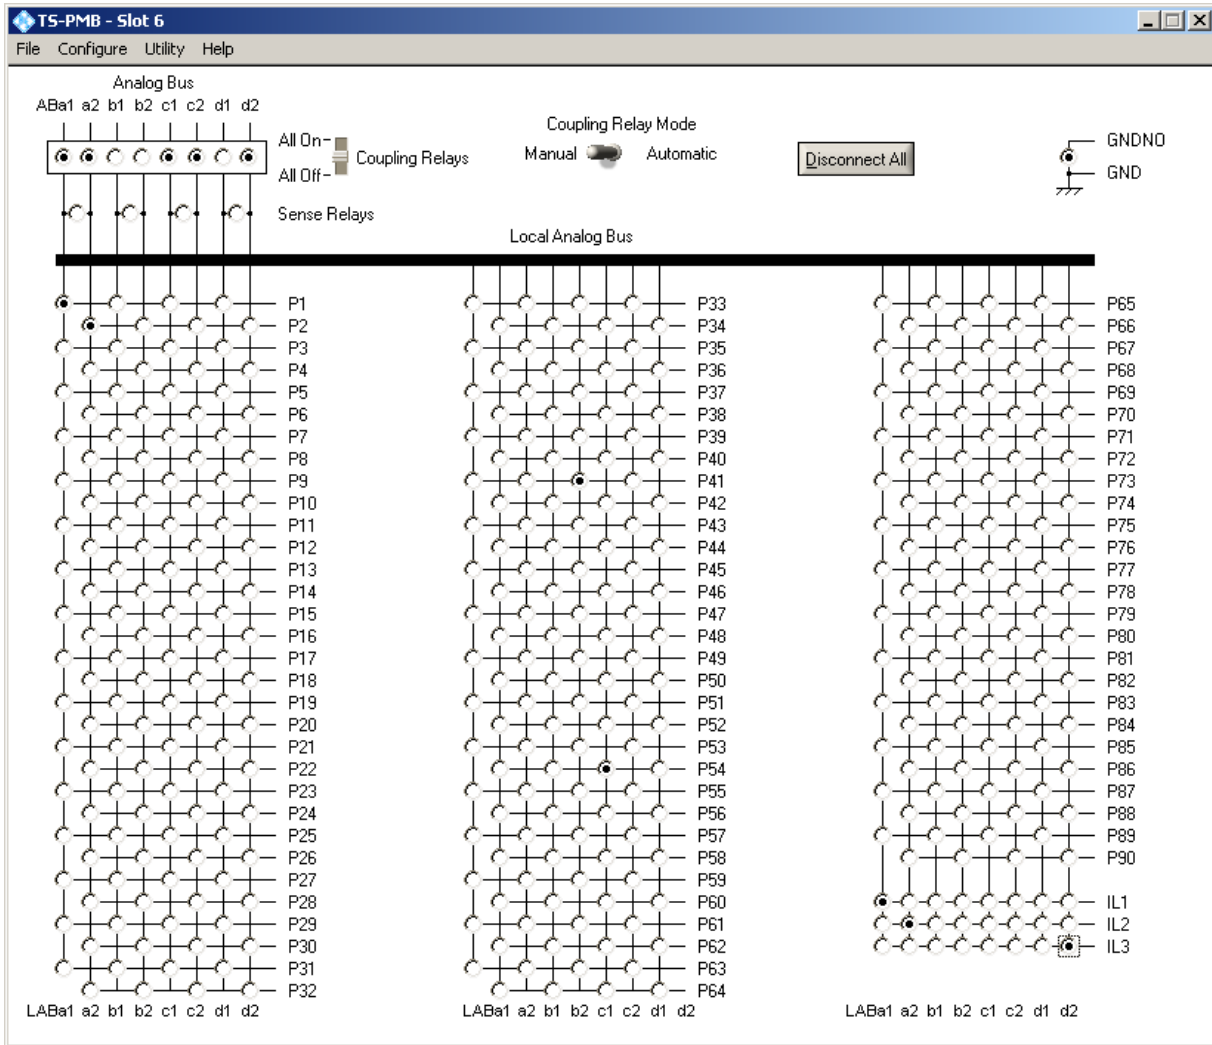 TS-PMB - Slot 6
File Configure Utility Help
Analog Bus
ABa1 a2 b1 b2 c1 c2 d1 d2
All On
Coupling Relays
All Off
Coupling Relay Mode
Manual Automatic
Disconnect All
GNDNO
GND
Sense Relays
Local Analog Bus
P1 P33 P65
P2 P34 P66
P3 P35 P67
P4 P36 P68
P5 P37 P69
P6 P38 P70
P7 P39 P71
P8 P40 P72
P9 P41 P73
P10 P42 P74
P11 P43 P75
P12 P44 P76
P13 P45 P77
P14 P46 P78
P15 P47 P79
P16 P48 P80
P17 P49 P81
P18 P50 P82
P19 P51 P83
P20 P52 P84
P21 P53 P85
P22 P54 P86
P23 P55 P87
P24 P56 P88
P25 P57 P89
P26 P58 P90
P27 P59
P28 P60 IL1
P29 P61 IL2
P30 P62 IL3
P31 P63
P32 P64
LABa1 a2 b1 b2 c1 c2 d1 d2 LABa1 a2 b1 b2 c1 c2 d1 d2 LABa1 a2 b1 b2 c1 c2 d1 d2